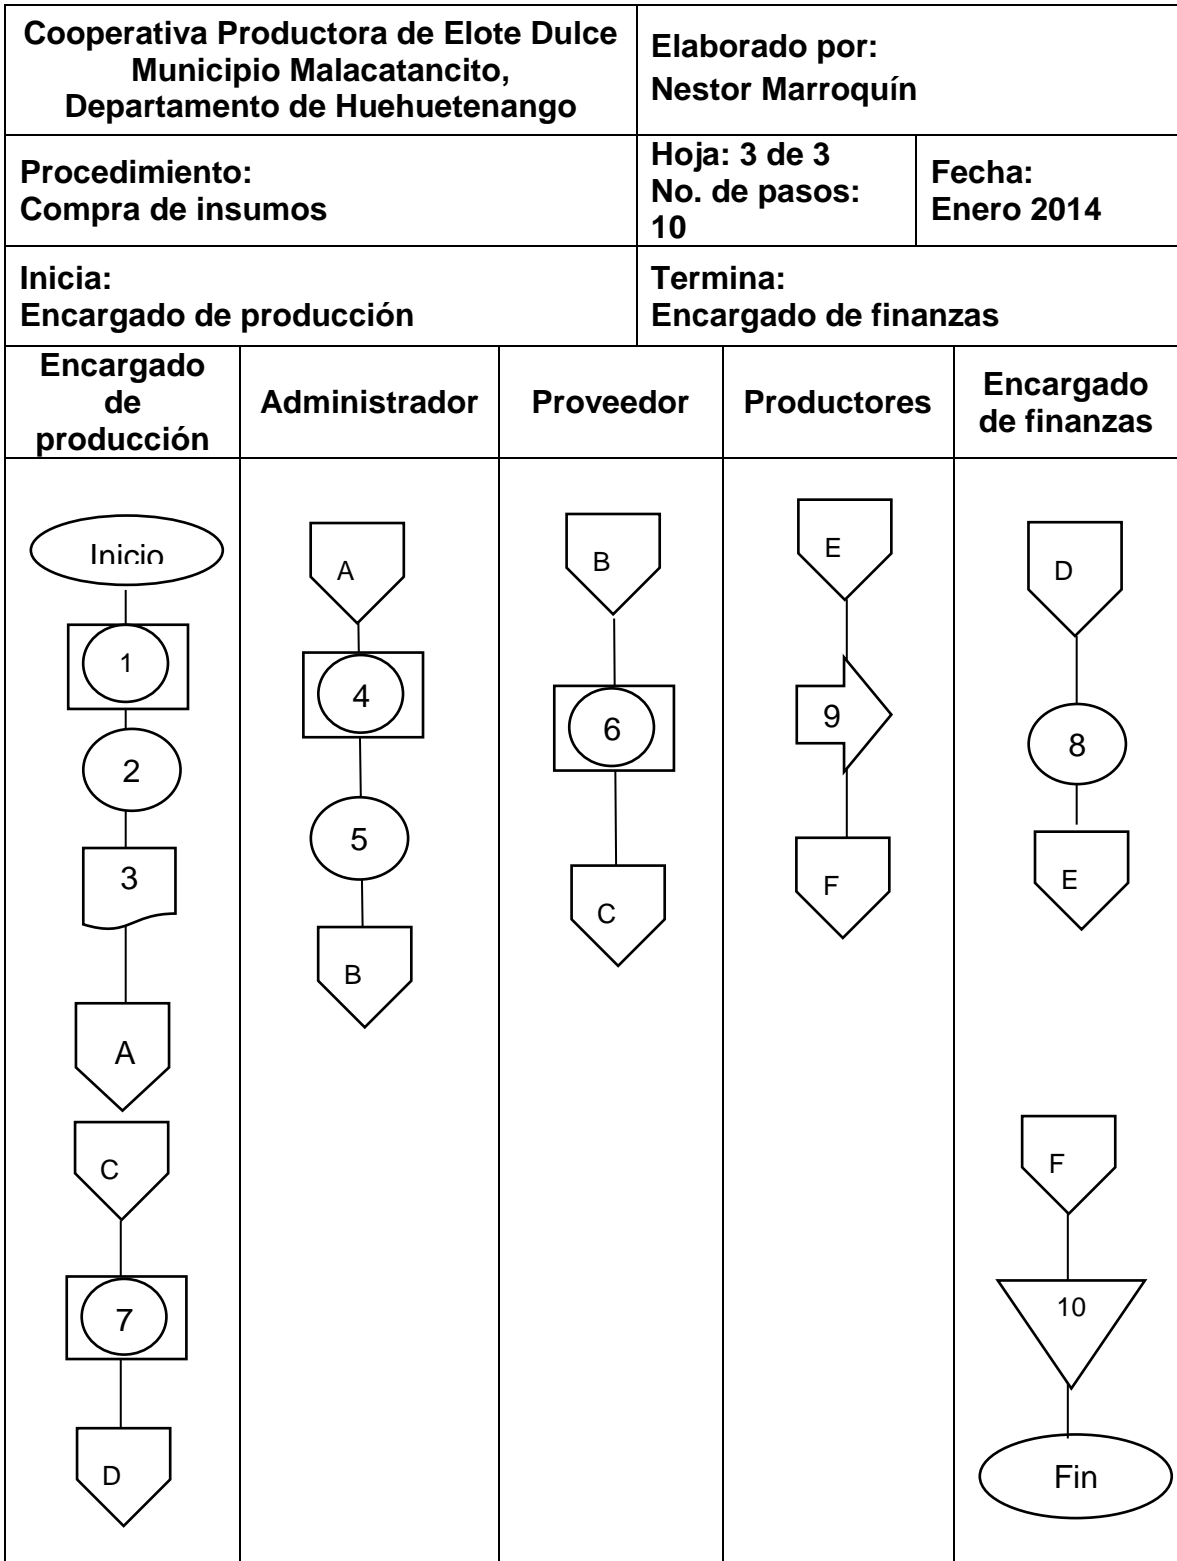 Cooperativa Productora de Elote Dulce
Municipio Malacatancito,
Departamento de Huehuetenango
Elaborado por:
Nestor Marroquín
Procedimiento:
Compra de insumos
Hoja: 3 de 3
No. de pasos:
10
Fecha:
Enero 2014
Inicia:
Encargado de producción
Termina:
Encargado de finanzas
Encargado
de
producción
Administrador
Proveedor
Productores
Encargado
de finanzas
Inicio
1
2
3
A
C
7
D
A
4
5
B
B
6
C
E
9
F
D
8
E
F
10
Fin